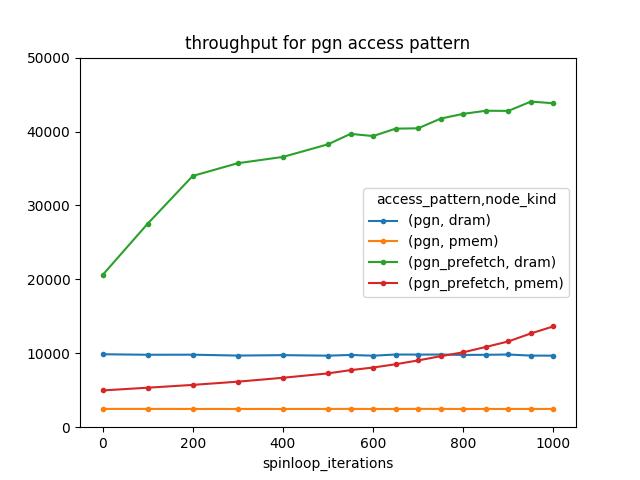 throughput for pgn access pattern
50000
40000
30000
20000
10000
0
access_pattern,node_kind
(pgn, dram)
(pgn, pmem)
(pgn_prefetch, dram)
(pgn_prefetch, pmem)
0 200 400 600 800 1000
spinloop_iterations